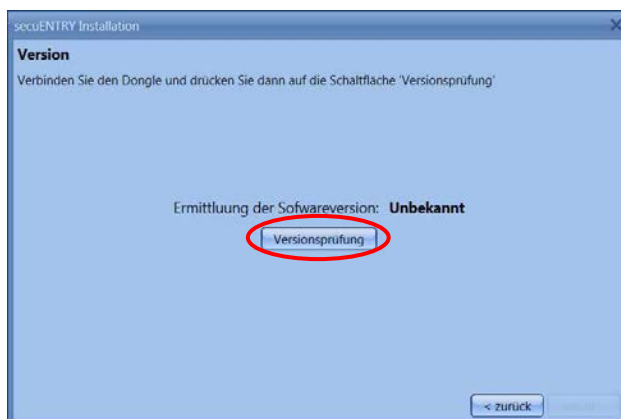 secuENTRY Installation
Version
Verbinden Sie den Dongle und drücken Sie dann auf die Schaltfläche 'Versionsprüfung'
Ermittluung der Sofwareversion: Unbekannt
Versionsprüfung
< zurück